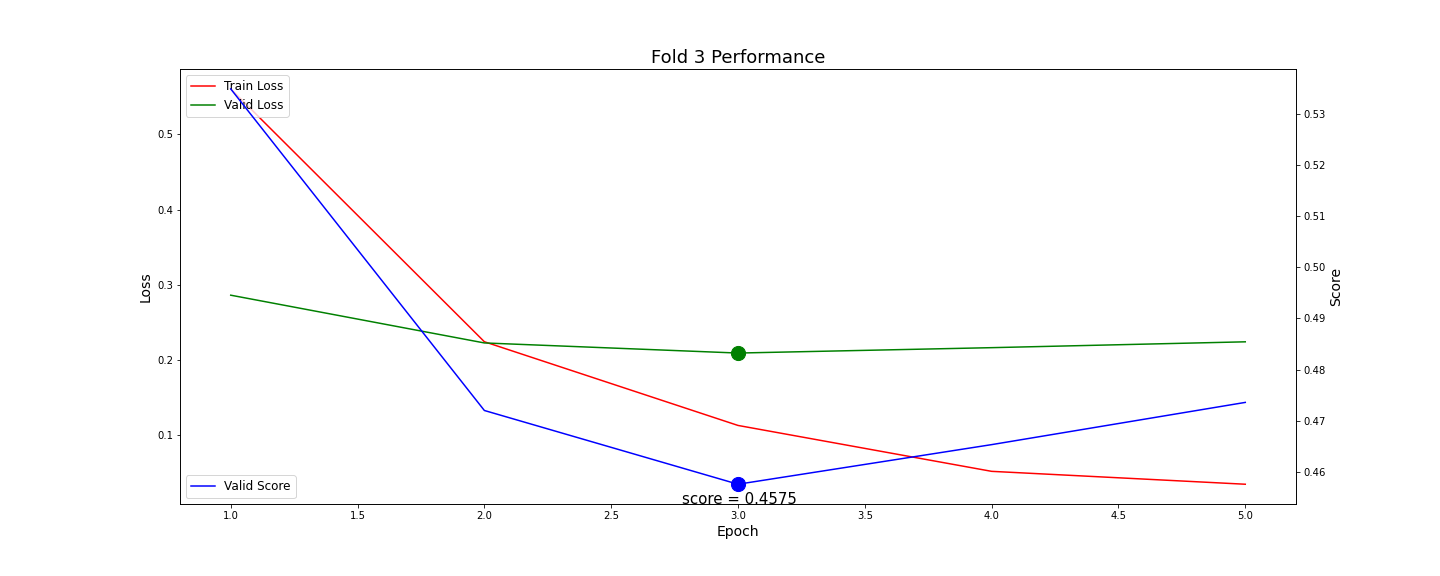 Fold 3 Performance
Train Loss
Valid Loss
0.5
0.4
0.3
0.2
0.1
Loss
0.53
0.52
0.51
0.50
0.49
0.48
0.47
0.46
Score
Valid Score
score = 0.4575
1.0 1.5 2.0 2.5 3.0 3.5 4.0 4.5 5.0
Epoch